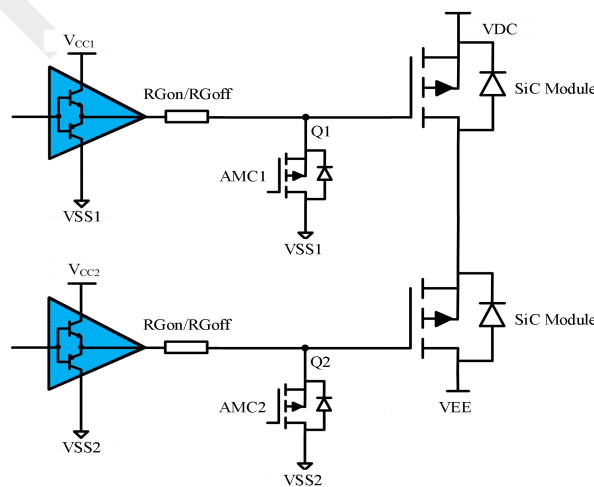 VCC1
VDC
RGon/RGoff
SiC Module
Q1
AMC1
VSS1
VSS1
VCC2
RGon/RGoff
SiC Module
Q2
AMC2
VEE
VSS2
VSS2